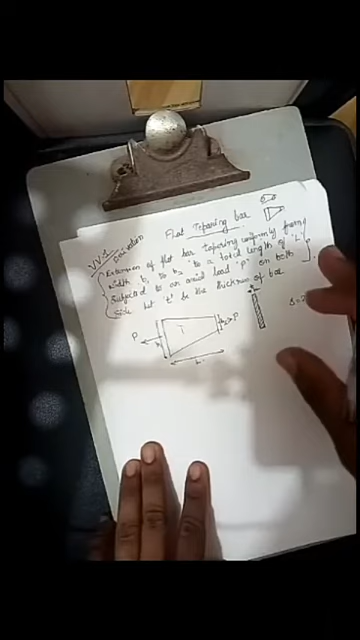 Flat Tapering bar
VV.I
Derivation
Extension of flat bar tapering uniformly from
width b₁ to b₂ to a total length of 'L'
Subjected to an axial load 'P' on both
side let 't' be the thickness of bar
P
P
L